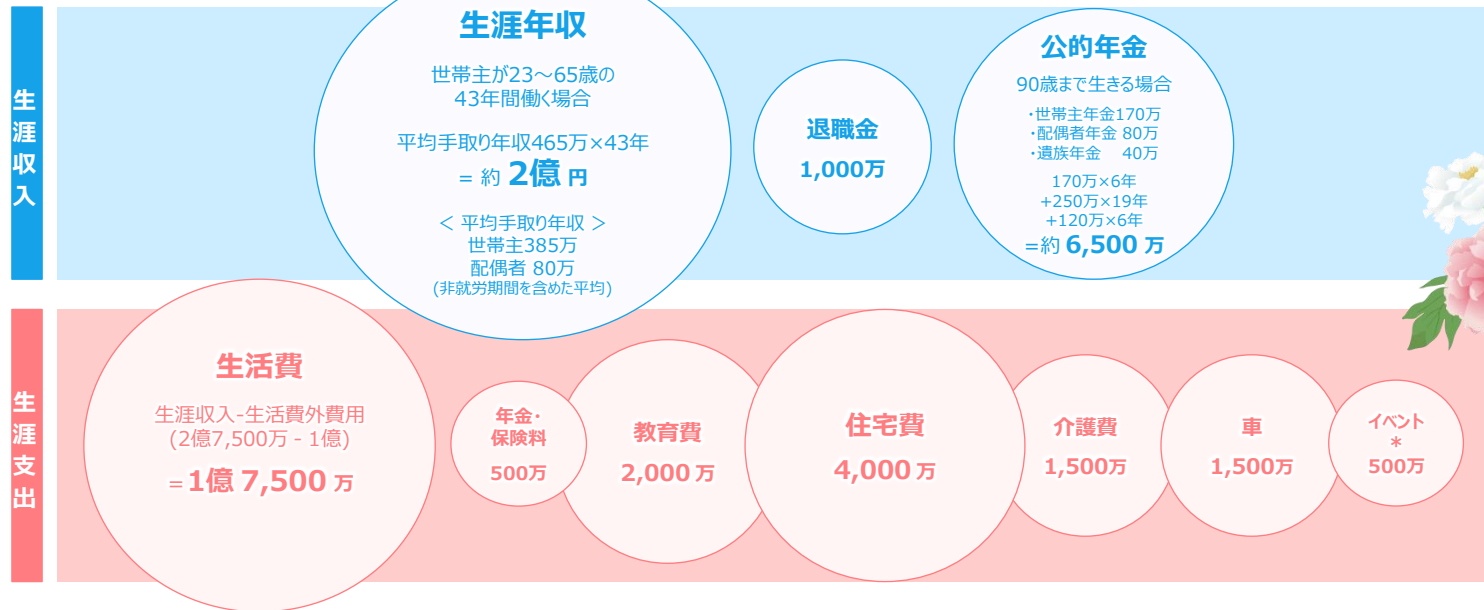 生涯収入
生涯年収
世帯主が23～65歳の
43年間働く場合
平均手取り年収465万×43年
= 約 2億 円
＜ 平均手取り年収 ＞
世帯主385万
配偶者 80万
(非就労期間を含めた平均)
退職金
1,000万
公的年金
90歳まで生きる場合
・世帯主年金170万
・配偶者年金 80万
・遺族年金　40万
170万×6年
+250万×19年
+120万×6年
=約 6,500 万
生涯支出
生活費
生涯収入-生活費外費用
(2億7,500万 - 1億)
= 1億 7,500 万
年金・
保険料
500万
教育費
2,000 万
住宅費
4,000 万
介護費
1,500万
車
1,500万
イベント
＊
500万